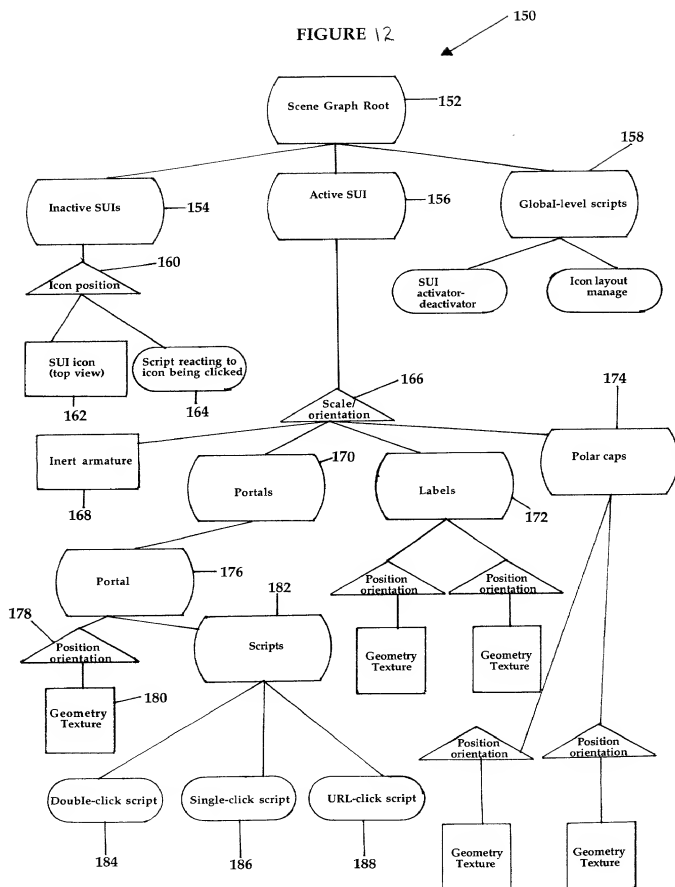 FIGURE 12
150
Scene Graph Root
152
158
Inactive SUIs
154
Active SUI
156
Global-level scripts
160
Icon position
SUI
activator-
deactivator
Icon layout
manage
SUI icon
(top view)
Script reacting to
icon being clicked
162
164
166
Scale/
orientation
174
Inert armature
168
170
Portals
Labels
172
Polar caps
Portal
176
182
178
Position
orientation
Scripts
Position
orientation
Position
orientation
180
Geometry
Texture
Geometry
Texture
Geometry
Texture
Position
orientation
Position
orientation
Double-click script
Single-click script
URL-click script
184
186
188
Geometry
Texture
Geometry
Texture